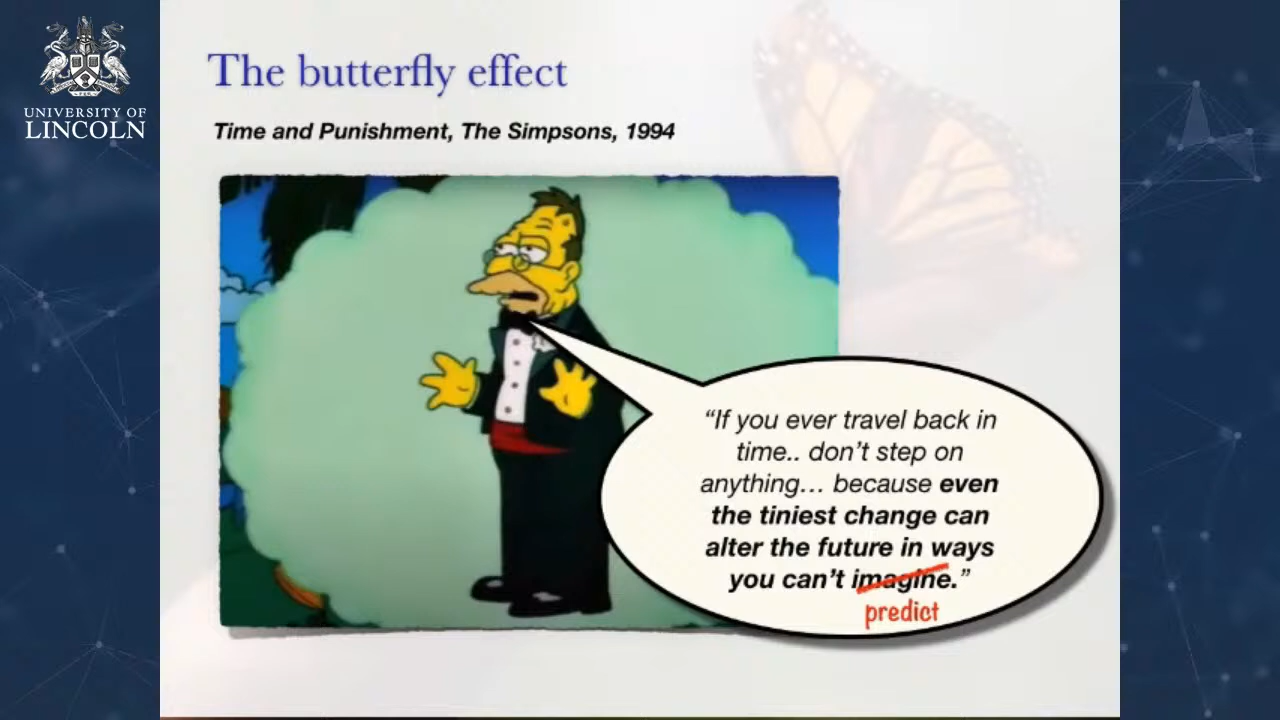 UNIVERSITY OF
LINCOLN
The butterfly effect
Time and Punishment, The Simpsons, 1994
“If you ever travel back in
time.. don’t step on
anything… because even
the tiniest change can
alter the future in ways
you can’t imagine.”
predict